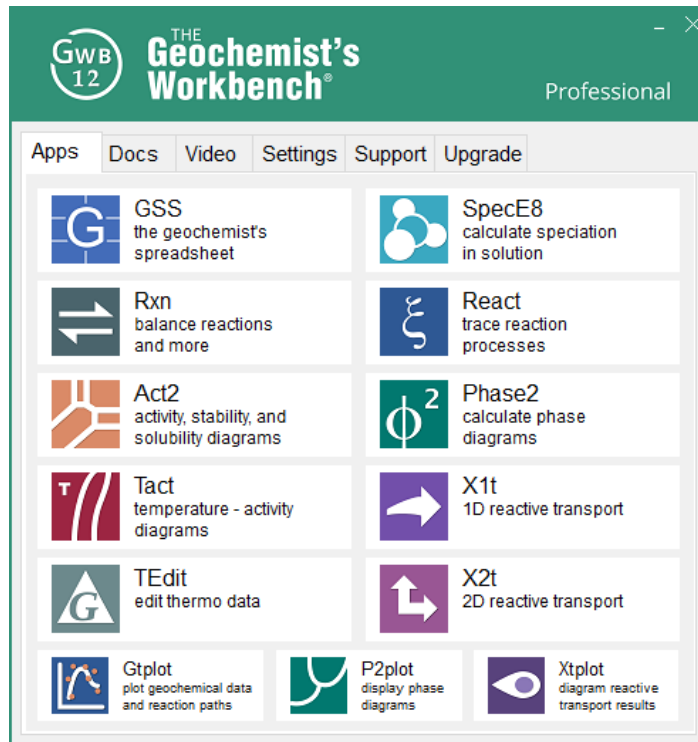 GWB
12
THE
Geochemist's
Workbench®
Professional
Apps Docs Video Settings Support Upgrade
G GSS
the geochemist's
spreadsheet
SpecE8
calculate speciation
in solution
Rxn
balance reactions
and more
ξ React
trace reaction
processes
Act2
activity, stability, and
solubility diagrams
ϕ² Phase2
calculate phase
diagrams
T Tact
temperature - activity
diagrams
X1t
1D reactive transport
G TEdit
edit thermo data
X2t
2D reactive transport
Gtplot
plot geochemical data
and reaction paths
P2plot
display phase
diagrams
Xtplot
diagram reactive
transport results